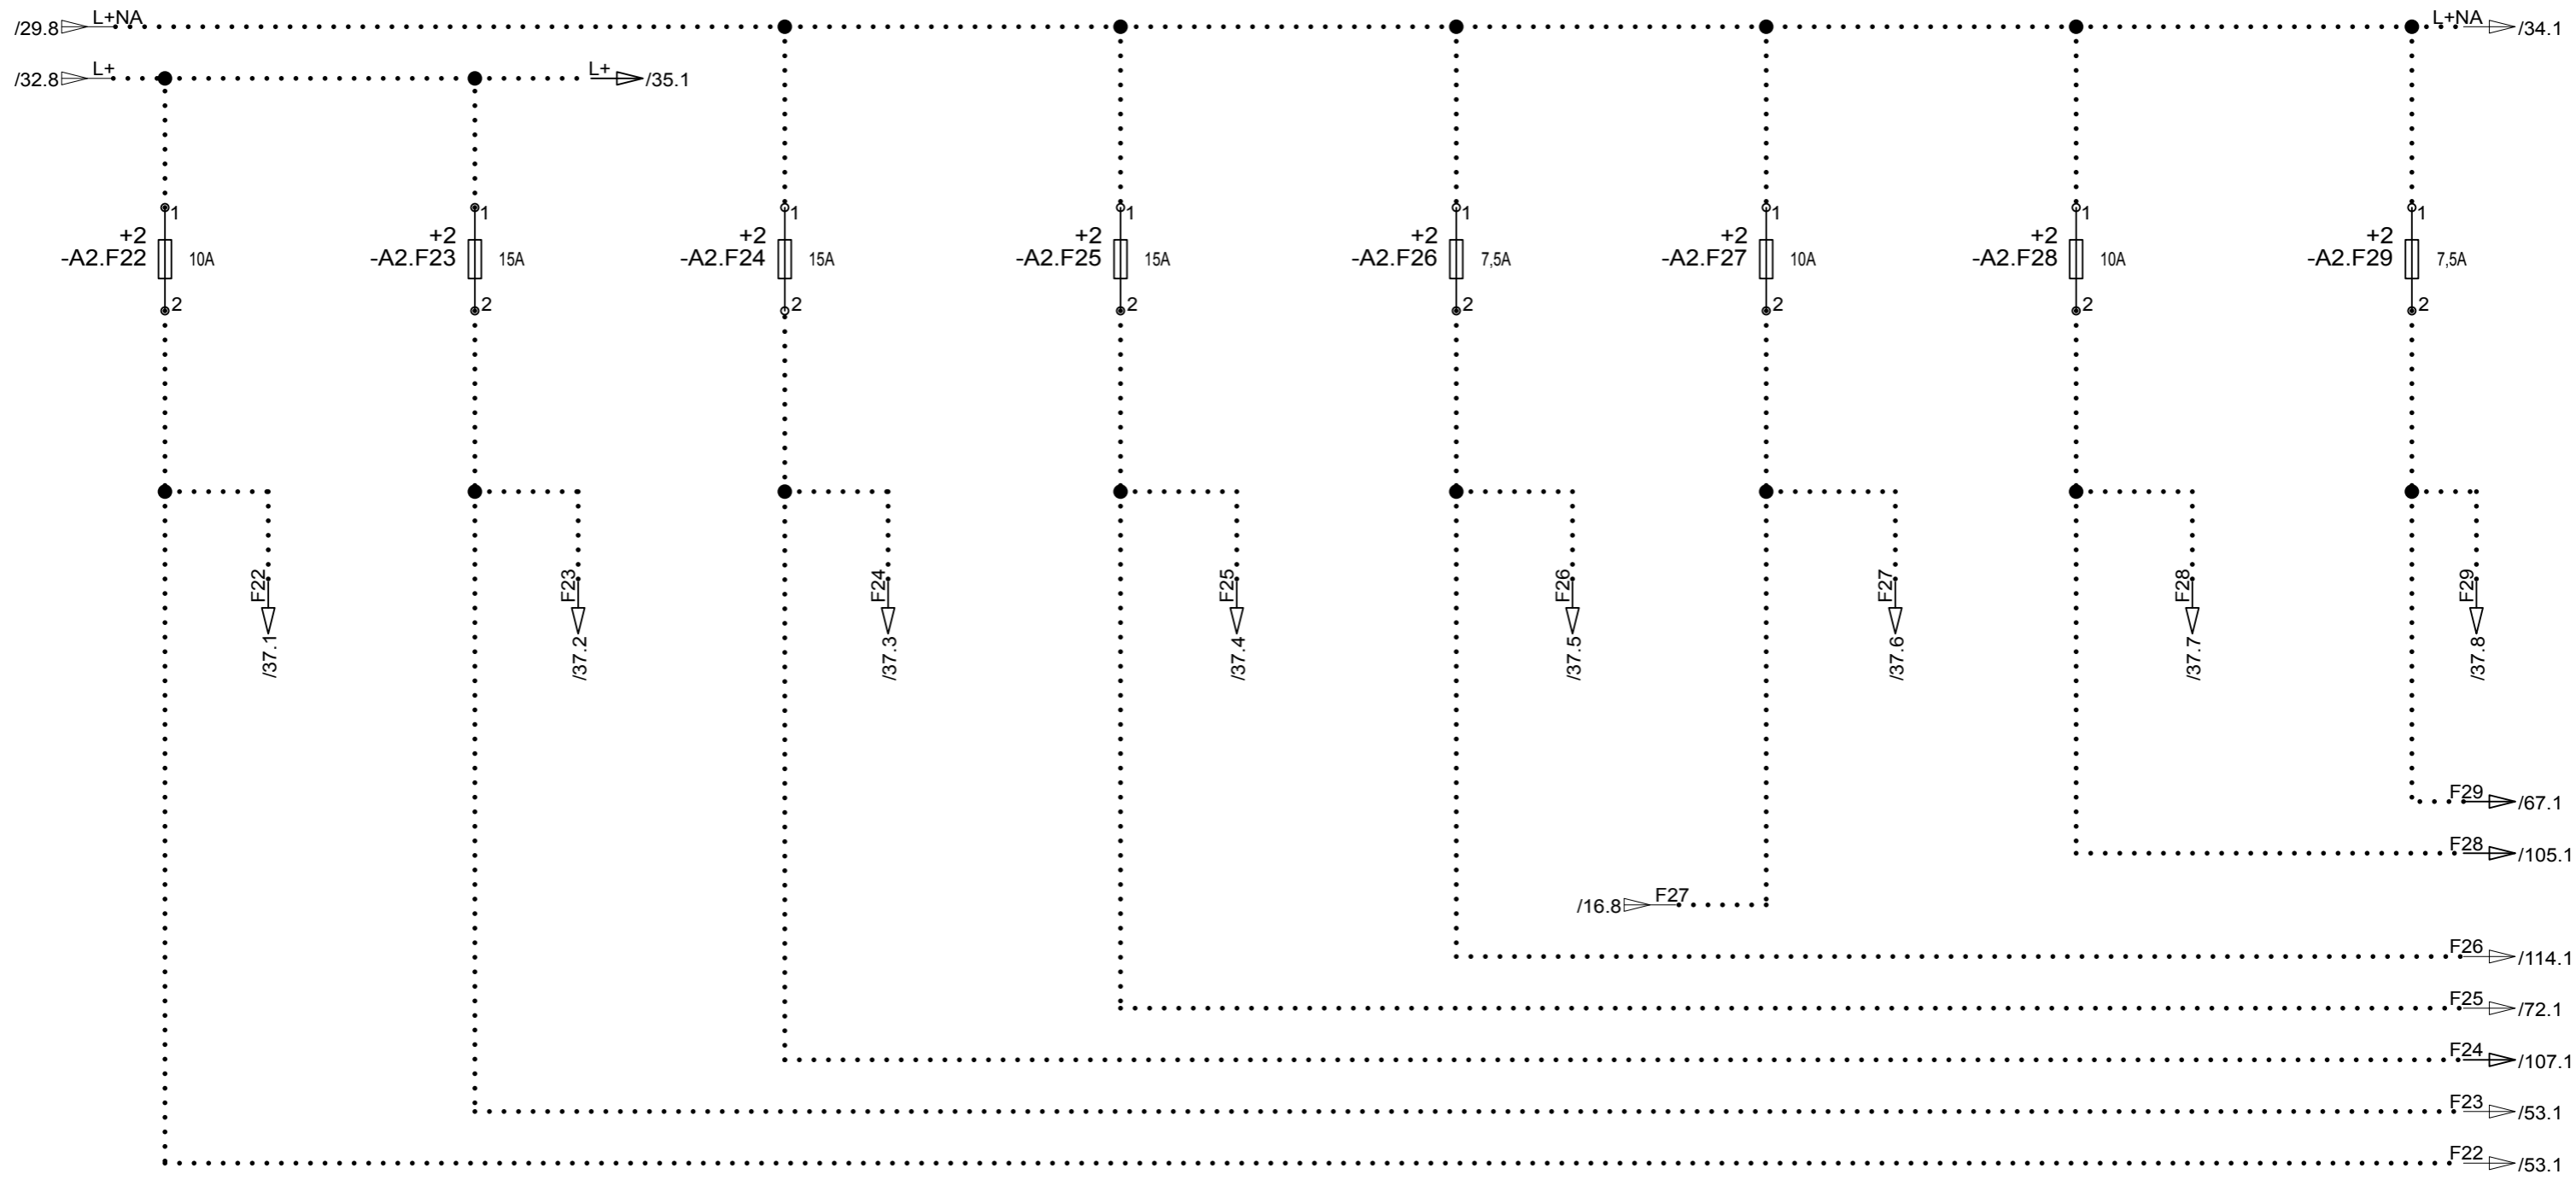 /29.8 L+NA L+NA /34.1
/32.8 L+ L+ /35.1
1 1 1 1 1 1 1 1
+2 +2 +2 +2 +2 +2 +2 +2
-A2.F22 10A -A2.F23 15A -A2.F24 15A -A2.F25 15A -A2.F26 7,5A -A2.F27 10A -A2.F28 10A -A2.F29 7,5A
2 2 2 2 2 2 2 2
F22 F23 F24 F25 F26 F27 F28 F29
/37.1 /37.2 /37.3 /37.4 /37.5 /37.6 /37.7 /37.8
F29 /67.1
F28 /105.1
/16.8 F27
F26 /114.1
F25 /72.1
F24 /107.1
F23 /53.1
F22 /53.1